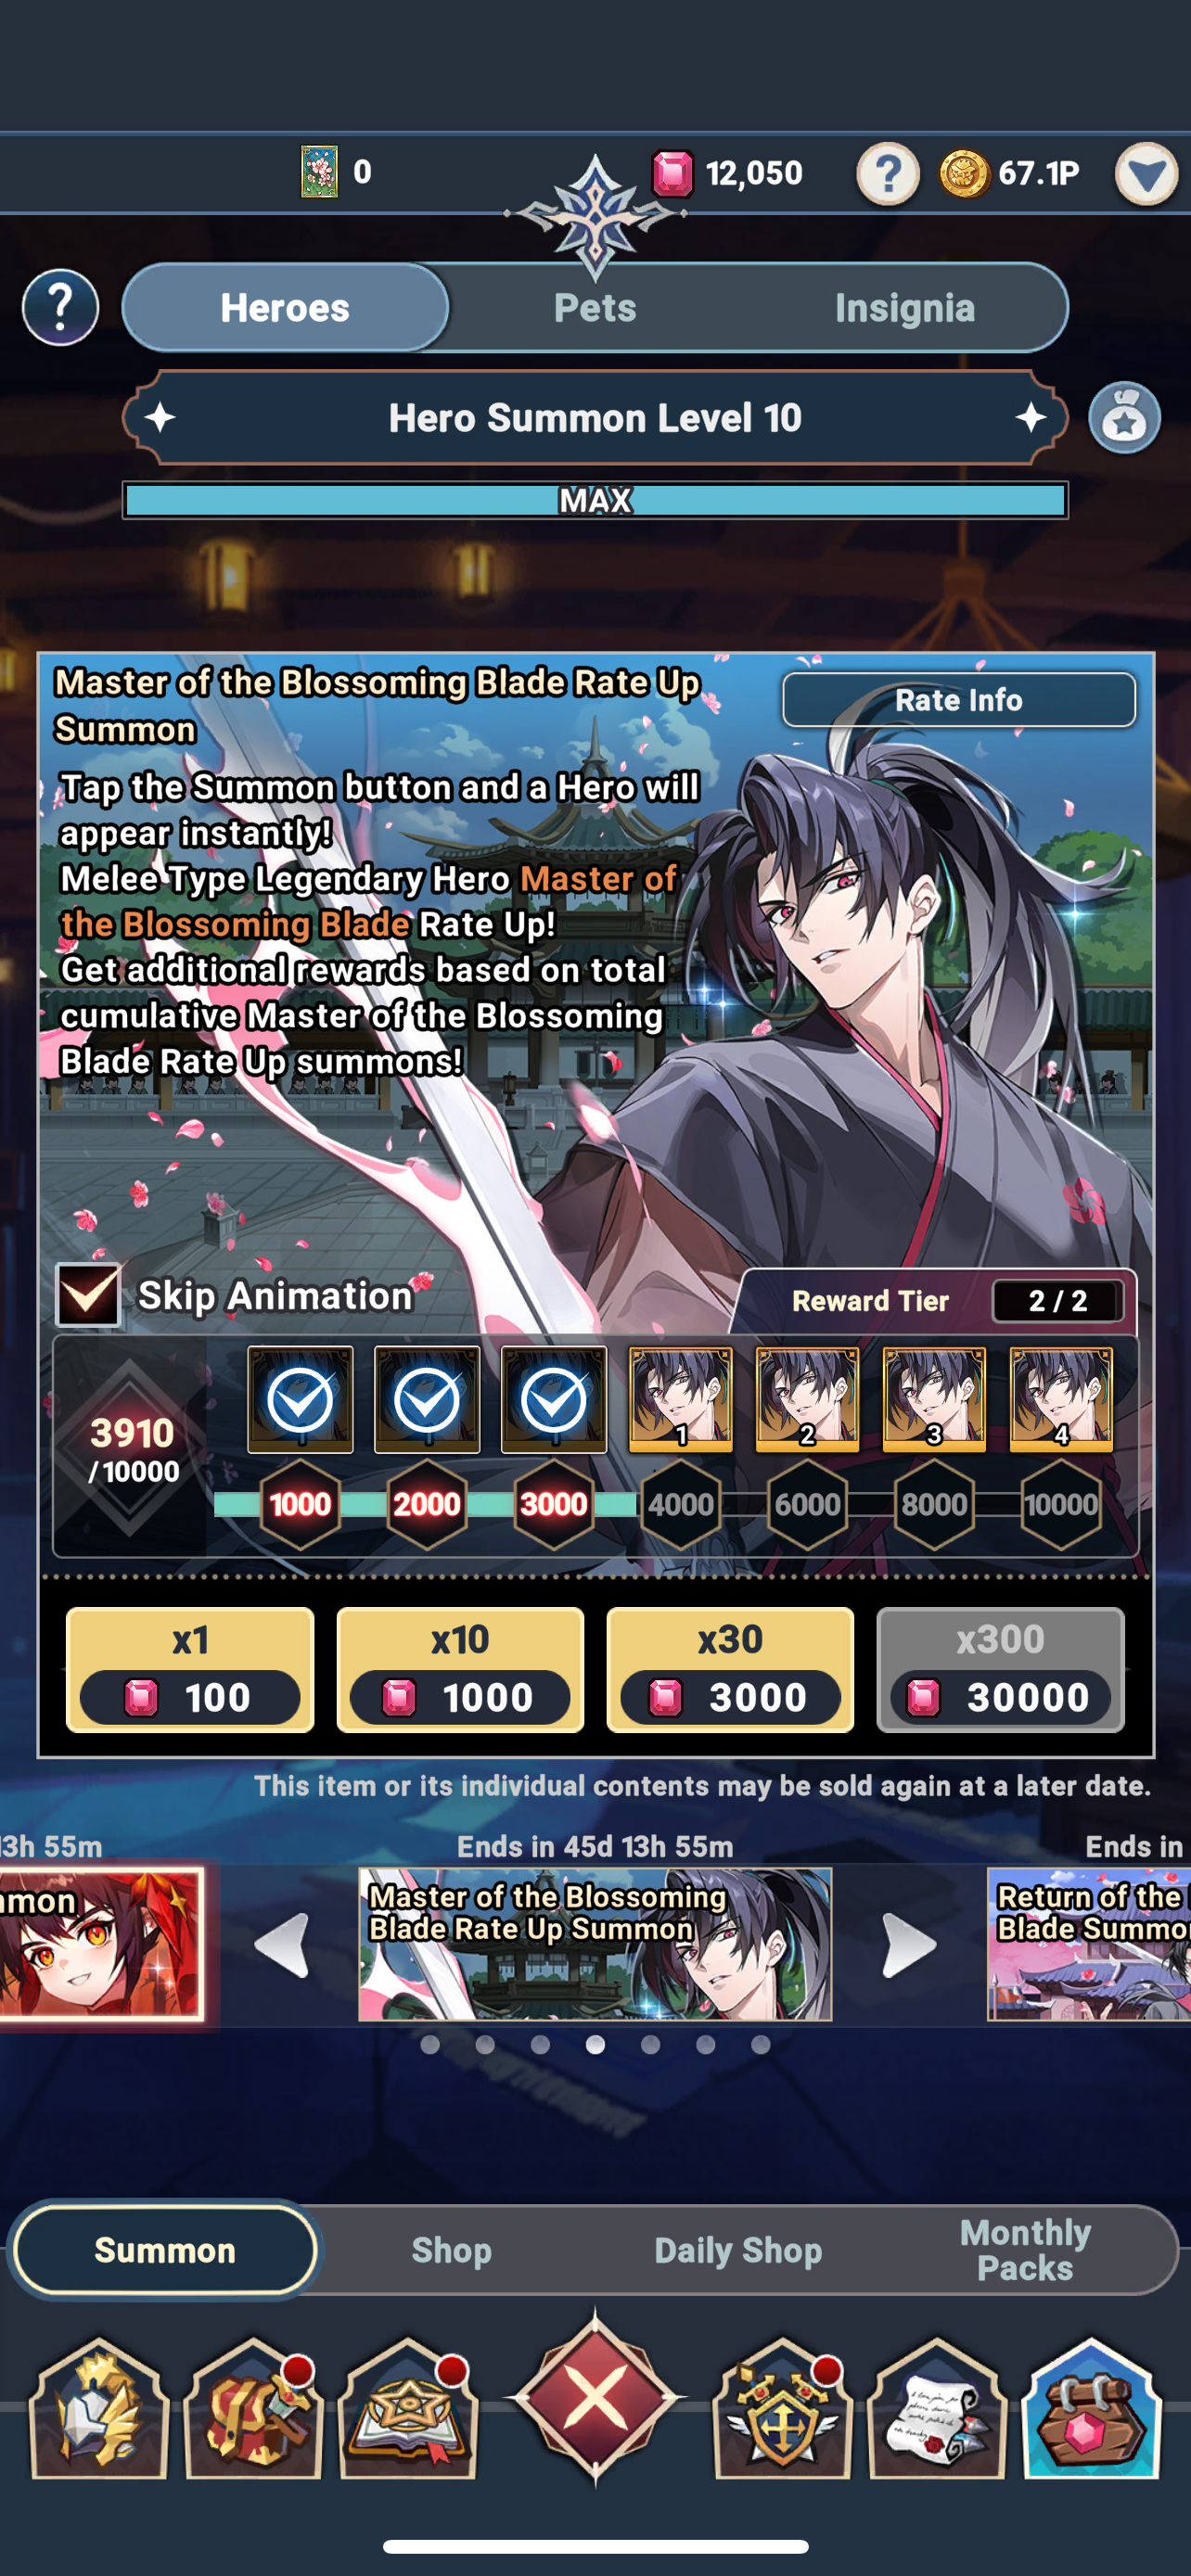 0
12,050
?
67.1P
?
Heroes
Pets
Insignia
Hero Summon Level 10
MAX
Master of the Blossoming Blade Rate Up
Summon
Rate Info
Tap the Summon button and a Hero will
appear instantly!
Melee Type Legendary Hero Master of
the Blossoming Blade Rate Up!
Get additional rewards based on total
cumulative Master of the Blossoming
Blade Rate Up summons!
Skip Animation
Reward Tier
2 / 2
3910
/10000
1
2
3
4
1000
2000
3000
4000
6000
8000
10000
x1
x10
x30
x300
100
1000
3000
30000
This item or its individual contents may be sold again at a later date.
13h 55m
Ends in 45d 13h 55m
Ends in
mmon
Master of the Blossoming
Blade Rate Up Summon
Return of the
Blade Summo
Summon
Shop
Daily Shop
Monthly
Packs